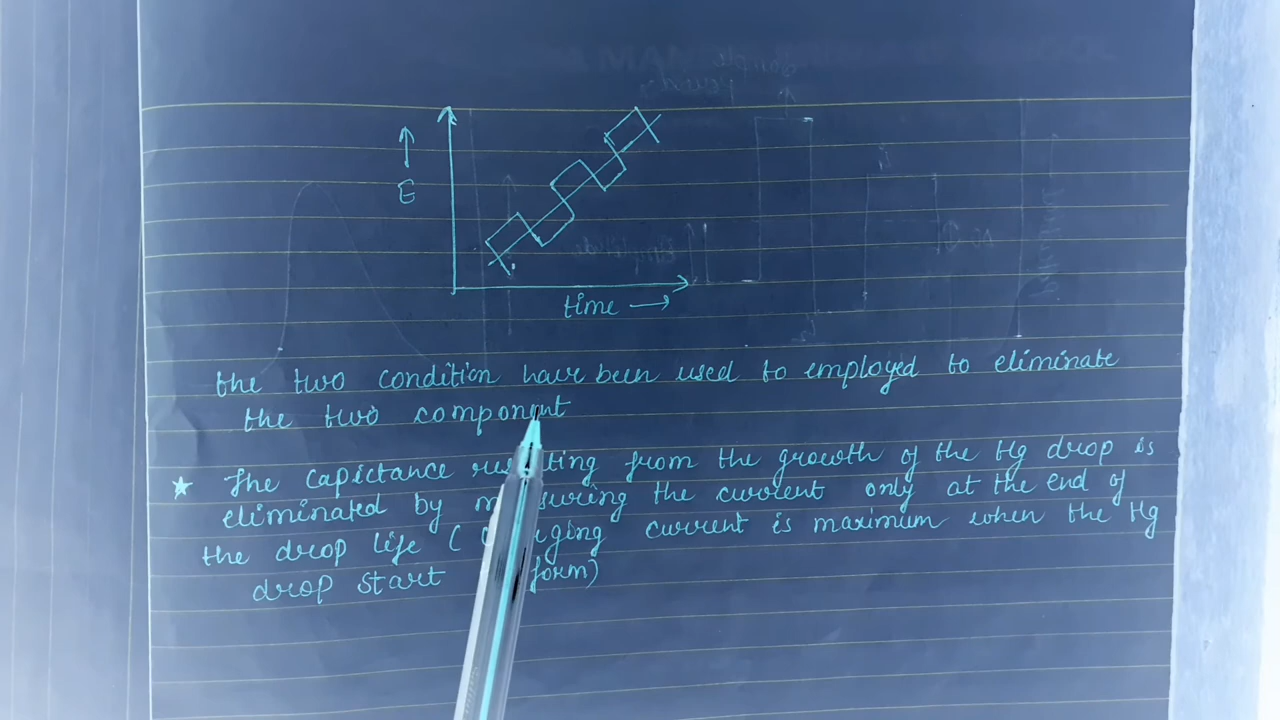 E
time
the two condition have been used to employed to eliminate
the two component
The capictance resulting from the growth of the Hg drop is
eliminated by measuring the current only at the end of
the drop life ( charging current is maximum when the Hg
drop start form)